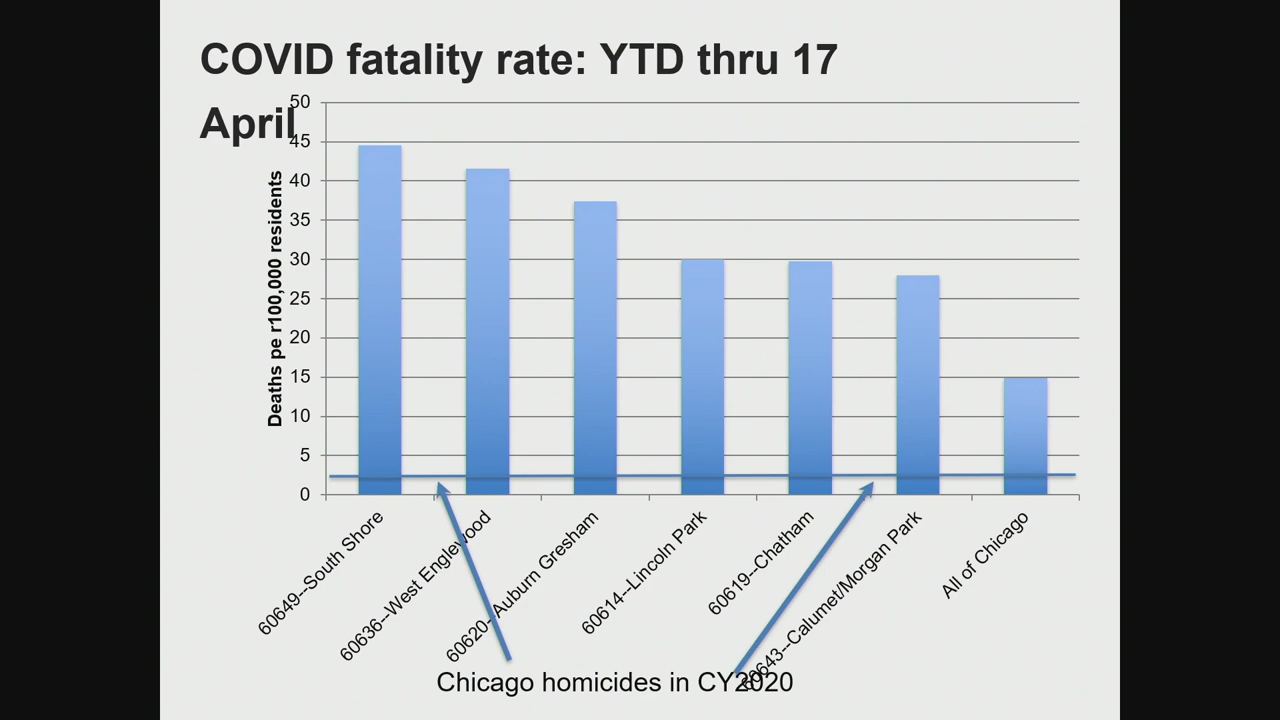 COVID fatality rate: YTD thru 17
April
Deaths pe r100,000 residents
50
45
40
35
30
25
20
15
10
5
0
60649--South Shore
60636--West Englewood
60620--Auburn Gresham
60614--Lincoln Park
60619--Chatham
60643--Calumet/Morgan Park
All of Chicago
Chicago homicides in CY2020